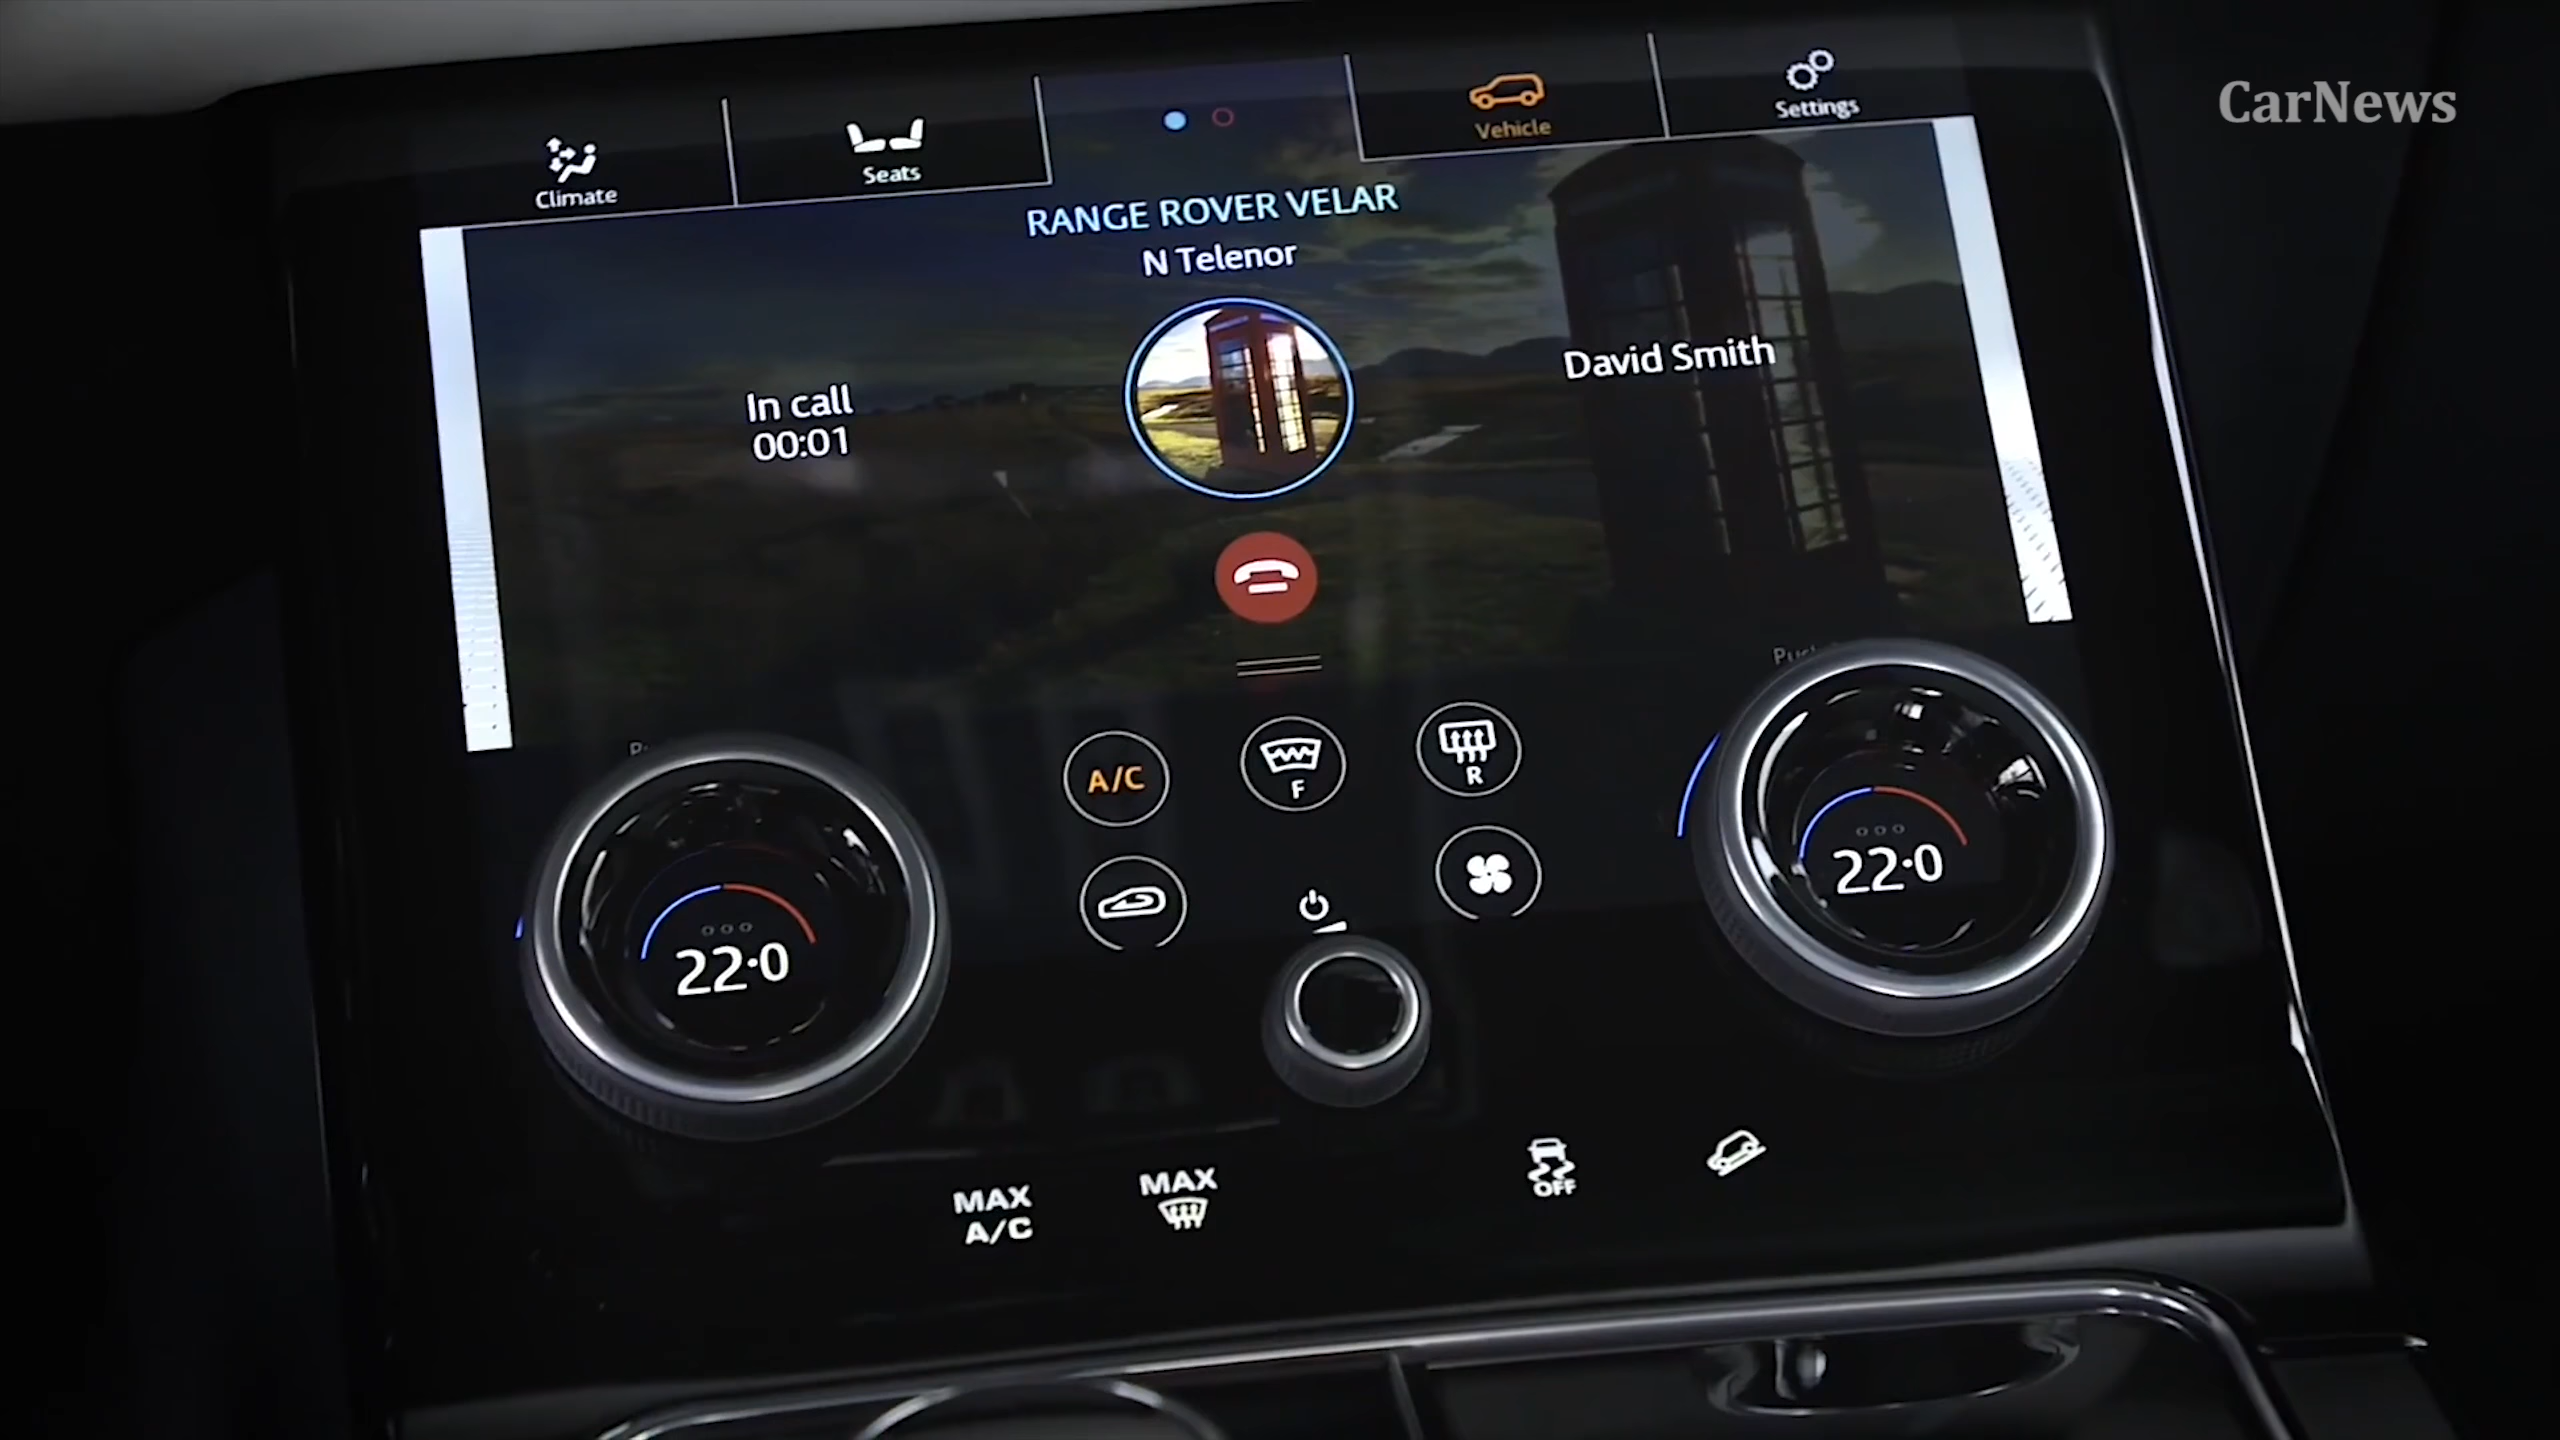 CarNews
Climate
Seats
Vehicle
Settings
RANGE ROVER VELAR
N Telenor
In call
00:01
David Smith
A/C
F
R
22·0
22·0
MAX
A/C
MAX
OFF